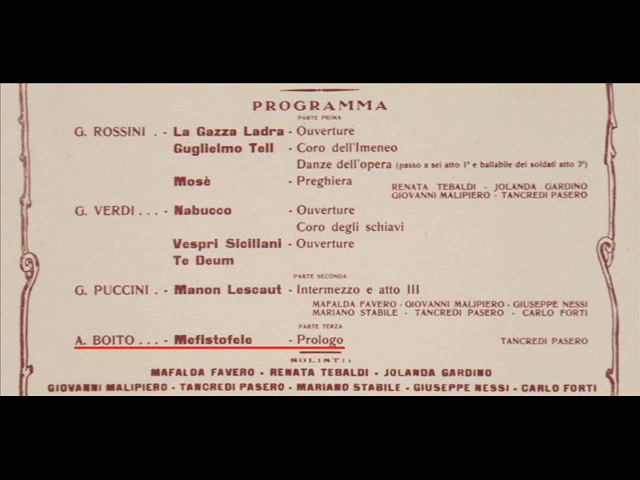 PROGRAMMA
PARTE PRIMA
G. ROSSINI . - La Gazza Ladra - Ouverture
Guglielmo Tell - Coro dell'Imeneo
Danze dell'opera (passo a sei atto 1° e ballabile dei soldati atto 3°)
Mosè - Preghiera
RENATA TEBALDI - JOLANDA GARDINO
GIOVANNI MALIPIERO - TANCREDI PASERO
G. VERDI . . . - Nabucco - Ouverture
Coro degli schiavi
Vespri Siciliani - Ouverture
Te Deum
PARTE SECONDA
G. PUCCINI . - Manon Lescaut - Intermezzo e atto III
MAFALDA FAVERO - GIOVANNI MALIPIERO - GIUSEPPE NESSI
MARIANO STABILE - TANCREDI PASERO - CARLO FORTI
PARTE TERZA
A. BOITO . . . - Mefistofele - Prologo TANCREDI PASERO
SOLISTI:
MAFALDA FAVERO - RENATA TEBALDI - JOLANDA GARDINO
GIOVANNI MALIPIERO - TANCREDI PASERO - MARIANO STABILE - GIUSEPPE NESSI - CARLO FORTI